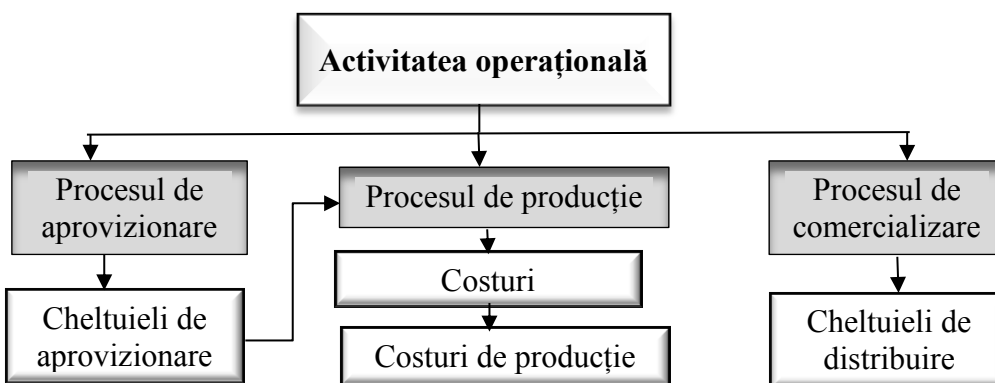 Activitatea operațională
Procesul de
aprovizionare
Procesul de producție
Procesul de
comercializare
Costuri
Cheltuieli de
aprovizionare
Costuri de producție
Cheltuieli de
distribuire